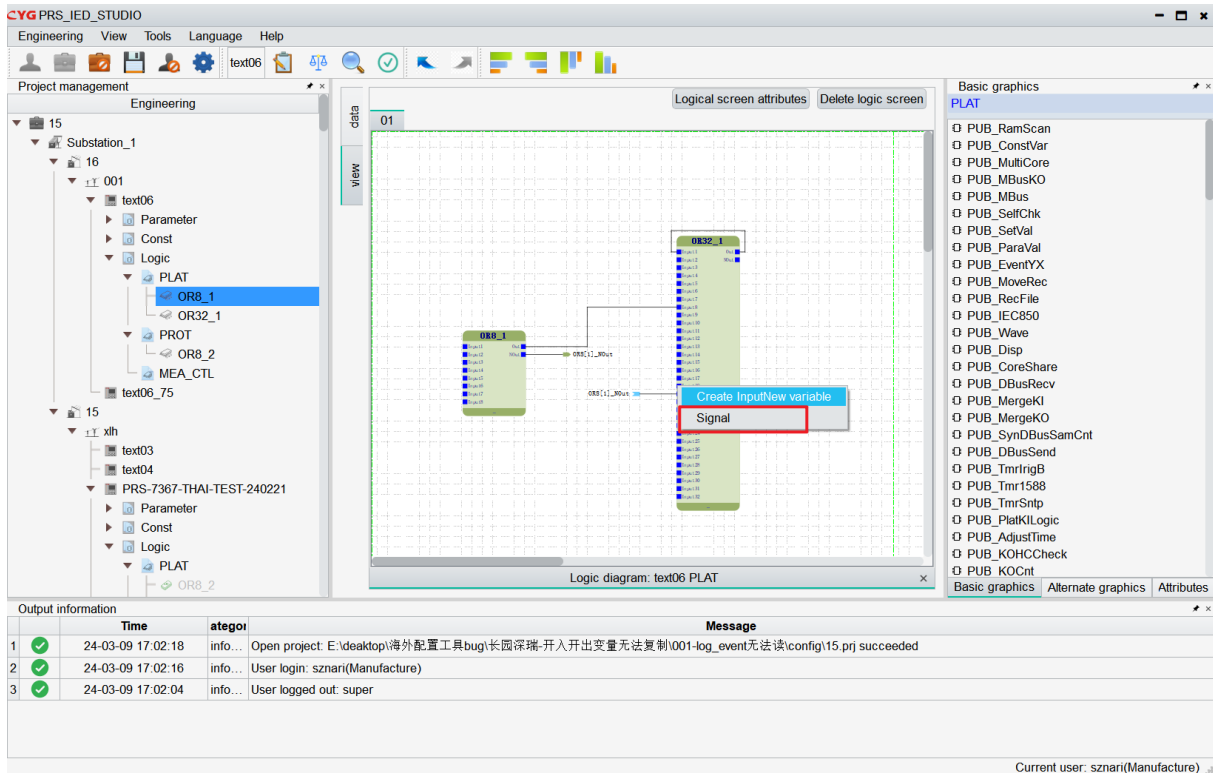 CYG PRS_IED_STUDIO
Engineering View Tools Language Help
text06
Project management
Engineering
15
Substation_1
16
001
text06
Parameter
Const
Logic
PLAT
OR8_1
OR32_1
PROT
OR8_2
MEA_CTL
text06_75
15
xlh
text03
text04
PRS-7367-THAI-TEST-240221
Parameter
Const
Logic
PLAT
OR8_2
data
view
Logical screen attributes Delete logic screen
01
OR32_1
OR8_1
OR8[1]_NOut
OR8[1]_NOut
Create InputNew variable
Signal
Logic diagram: text06 PLAT
Basic graphics
PLAT
PUB_RamScan
PUB_ConstVar
PUB_MultiCore
PUB_MBusKO
PUB_MBus
PUB_SelfChk
PUB_SetVal
PUB_ParaVal
PUB_EventYX
PUB_MoveRec
PUB_RecFile
PUB_IEC850
PUB_Wave
PUB_Disp
PUB_CoreShare
PUB_DBusRecv
PUB_MergeKI
PUB_MergeKO
PUB_SynDBusSamCnt
PUB_DBusSend
PUB_TmrIrigB
PUB_Tmr1588
PUB_TmrSntp
PUB_PlatKILogic
PUB_AdjustTime
PUB_KOHCCheck
PUB_KOCnt
Basic graphics Alternate graphics Attributes
Output information
Time ategor Message
1 24-03-09 17:02:18 info... Open project: E:\deaktop\海外配置工具bug\长园深瑞-开入开出变量无法复制\001-log_event无法读\config\15.prj succeeded
2 24-03-09 17:02:16 info... User login: sznari(Manufacture)
3 24-03-09 17:02:04 info... User logged out: super
Current user: sznari(Manufacture)